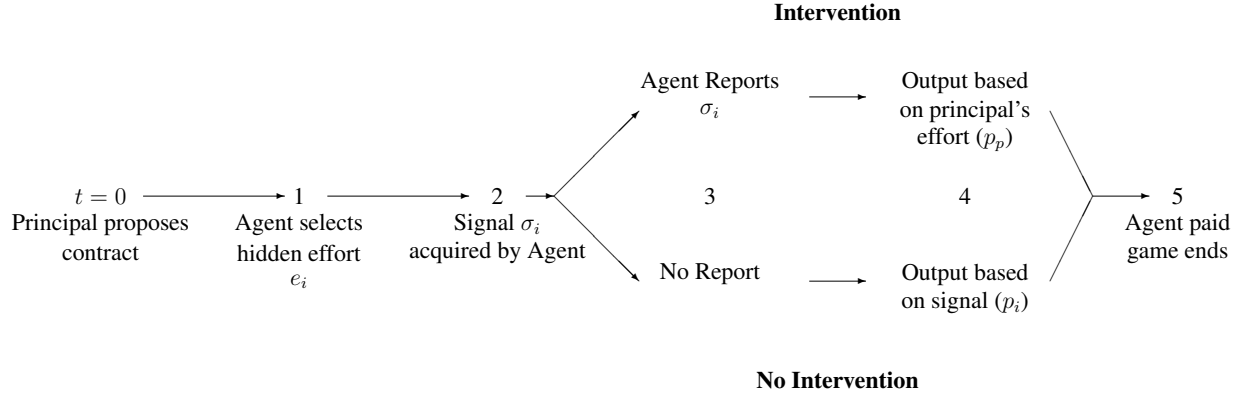 Intervention
Agent Reports
σ_i
Output based
on principal's
effort (p_p)
t = 0
Principal proposes
contract
1
Agent selects
hidden effort
e_i
2
Signal σ_i
acquired by Agent
3
4
5
Agent paid
game ends
No Report
Output based
on signal (p_i)
No Intervention